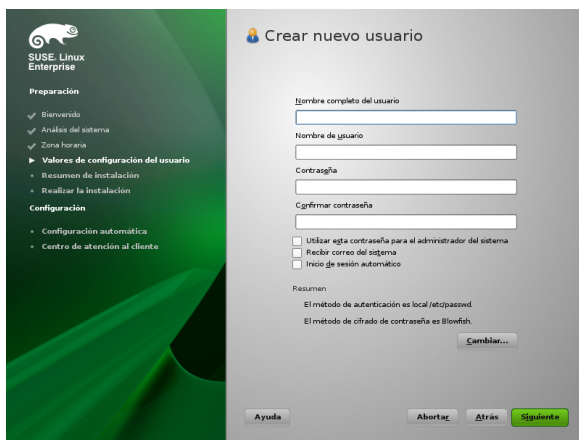 SUSE® Linux
Enterprise
Preparación
Bienvenido
Análisis del sistema
Zona horaria
Valores de configuración del usuario
Resumen de instalación
Realizar la instalación
Configuración
Configuración automática
Centro de atención al cliente
Crear nuevo usuario
Nombre completo del usuario
Nombre de usuario
Contraseña
Confirmar contraseña
Utilizar esta contraseña para el administrador del sistema
Recibir correo del sistema
Inicio de sesión automático
Resumen
El método de autenticación es local /etc/passwd.
El método de cifrado de contraseña es Blowfish.
Cambiar...
Ayuda
Abortar
Atrás
Siguiente